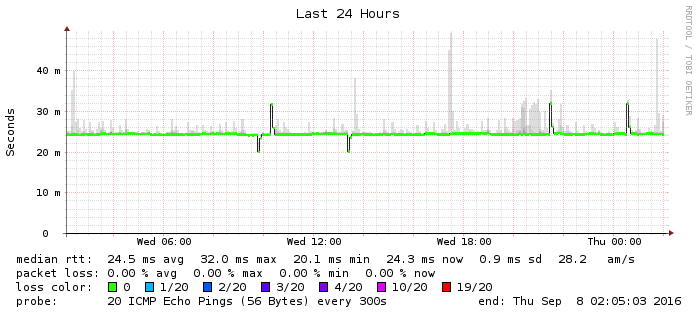 Last 24 Hours
RRDTOOL / TOBI OETIKER
Seconds
40 m
30 m
20 m
10 m
0
Wed 06:00 Wed 12:00 Wed 18:00 Thu 00:00
median rtt: 24.5 ms avg 32.0 ms max 20.1 ms min 24.3 ms now 0.9 ms sd 28.2 am/s
packet loss: 0.00 % avg 0.00 % max 0.00 % min 0.00 % now
loss color: 0 1/20 2/20 3/20 4/20 10/20 19/20
probe: 20 ICMP Echo Pings (56 Bytes) every 300s end: Thu Sep 8 02:05:03 2016